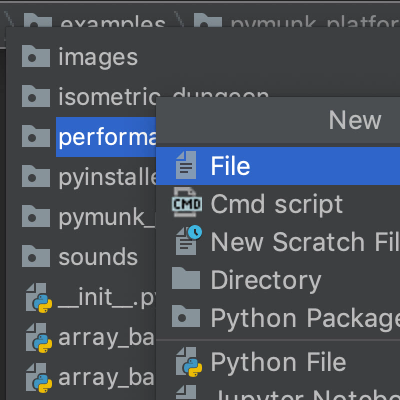 examples pymunk_platfor
images
isometric_dungeon
performa
pyinstalle
pymunk_
sounds
__init__.py
array_ba
array_ba
New
File
CMD Cmd script
New Scratch Fil
Directory
Python Package
Python File
Jupyter Notebo